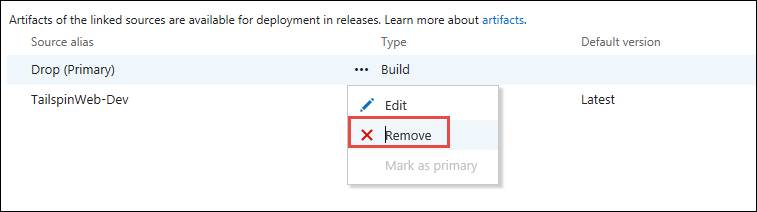 Artifacts of the linked sources are available for deployment in releases. Learn more about artifacts.
Source alias Type Default version
Drop (Primary) ••• Build
TailspinWeb-Dev Latest
Edit
Remove
Mark as primary